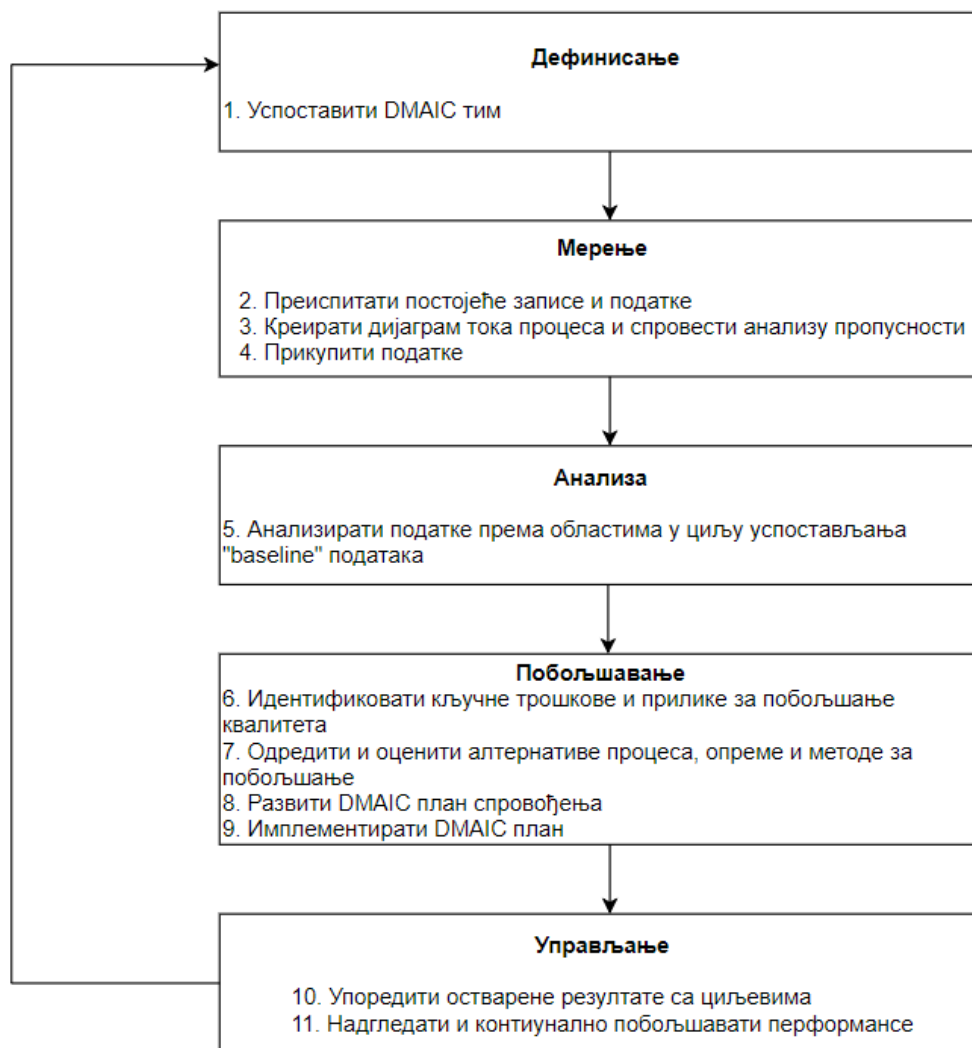 Дефинисање
1. Успоставити DMAIC тим
Мерење
2. Преиспитати постојеће записе и податке
3. Креирати дијаграм тока процеса и спровести анализу пропусности
4. Прикупити податке
Анализа
5. Анализирати податке према областима у циљу успостављања
"baseline" података
Побољшавање
6. Идентификовати кључне трошкове и прилике за побољшање
квалитета
7. Одредити и оценити алтернативе процеса, опреме и методе за
побољшање
8. Развити DMAIC план спровођења
9. Имплементирати DMAIC план
Управљање
10. Упоредити остварене резултате са циљевима
11. Надгледати и контиунално побољшавати перформансе